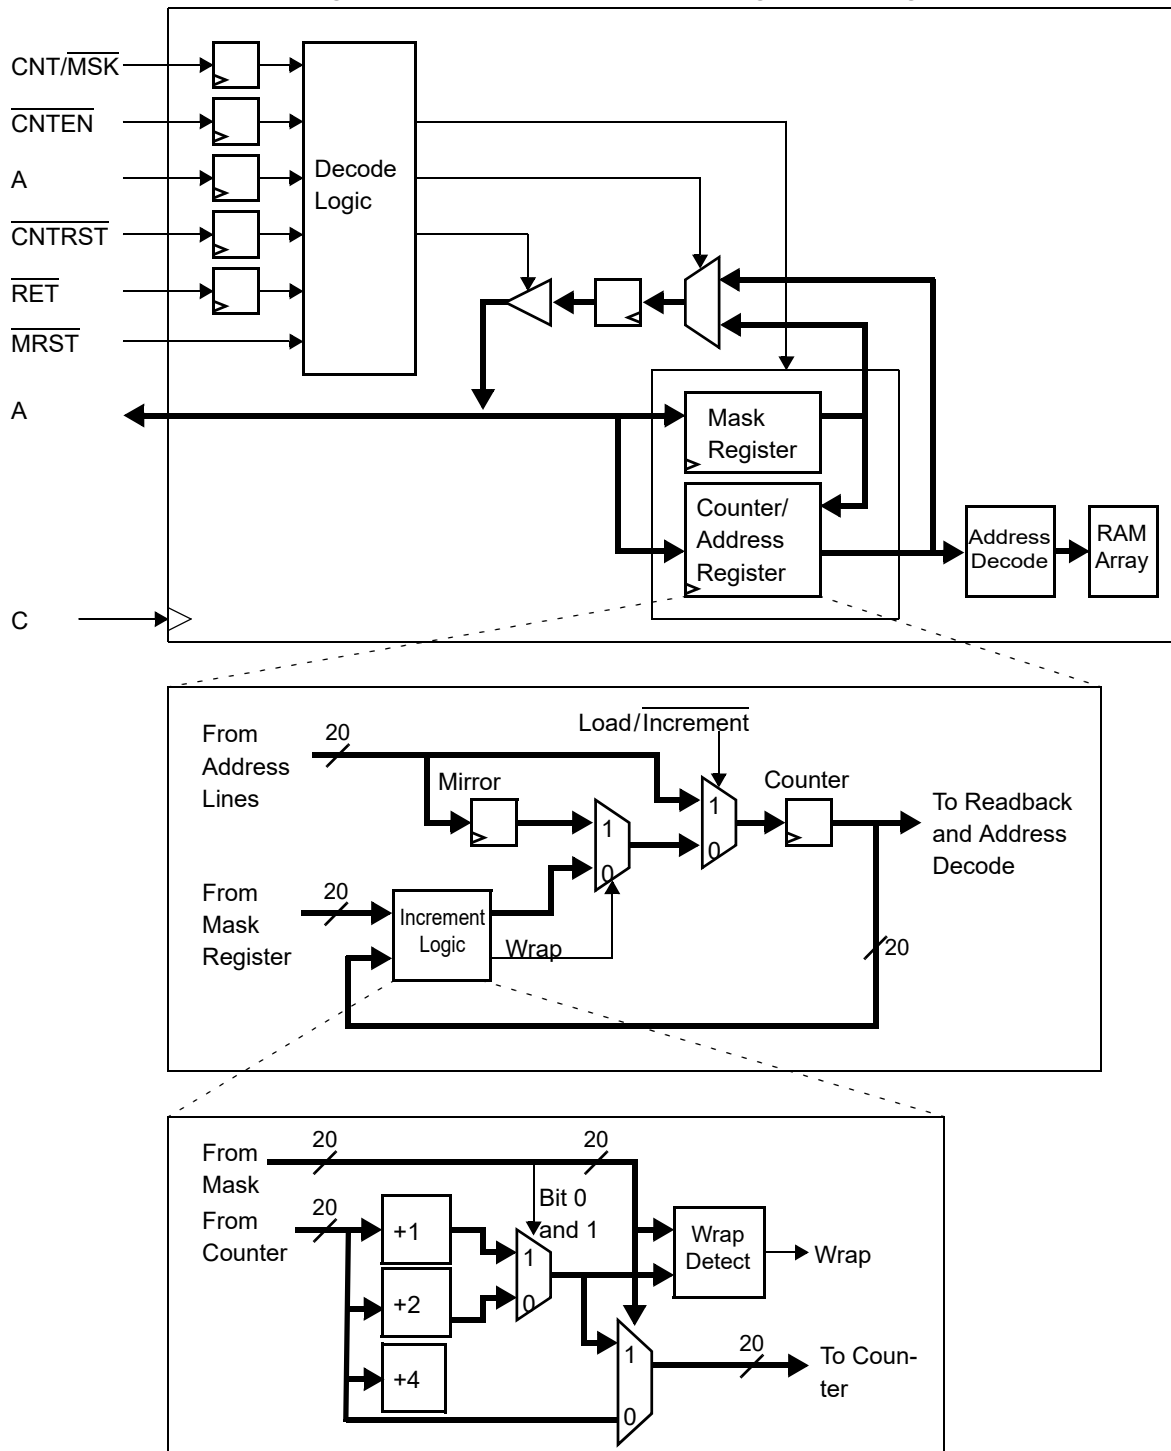 CNT/MSK
CNTEN
A
CNTRST
RET
MRST
A
C
Decode
Logic
Mask
Register
Counter/
Address
Register
Address
Decode
RAM
Array
From
Address
Lines
20
Mirror
Load/Increment
1
0
1
0
Counter
To Readback
and Address
Decode
From
Mask
Register
20
Increment
Logic
Wrap
20
From
Mask
20
20
From
Counter
20
+1
+2
+4
Bit 0
and 1
1
0
Wrap
Detect
Wrap
1
0
20
To Coun-
ter